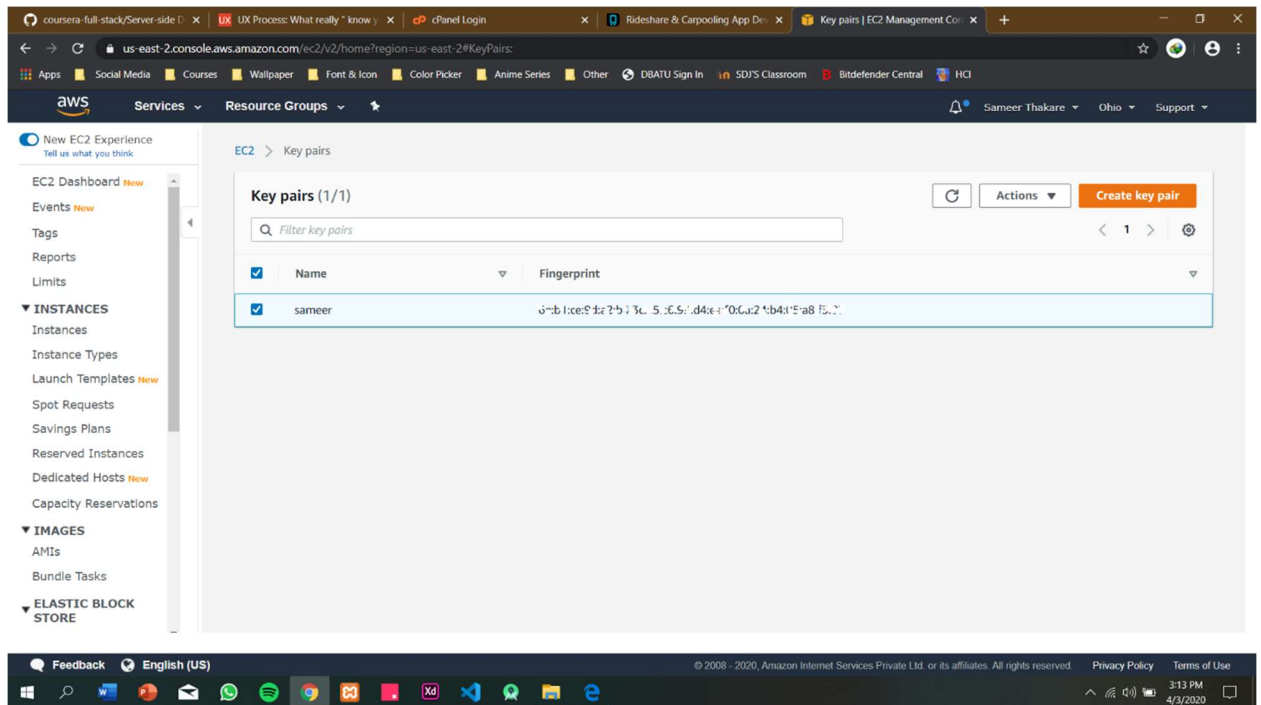 coursera-full-stack/Server-side D
UX Process: What really " know y
cPanel Login
Rideshare & Carpooling App Dev
Key pairs | EC2 Management Con
us-east-2.console.aws.amazon.com/ec2/v2/home?region=us-east-2#KeyPairs:
Apps Social Media Courses Wallpaper Font & Icon Color Picker Anime Series Other DBATU Sign In SDJ'S Classroom Bitdefender Central HCI
aws Services Resource Groups Sameer Thakare Ohio Support
New EC2 Experience
Tell us what you think
EC2 Dashboard New
Events New
Tags
Reports
Limits
INSTANCES
Instances
Instance Types
Launch Templates New
Spot Requests
Savings Plans
Reserved Instances
Dedicated Hosts New
Capacity Reservations
IMAGES
AMIs
Bundle Tasks
ELASTIC BLOCK
STORE
EC2 > Key pairs
Key pairs (1/1) Actions Create key pair
Filter key pairs 1
Name Fingerprint
sameer
Feedback English (US) © 2008 - 2020, Amazon Internet Services Private Ltd. or its affiliates. All rights reserved. Privacy Policy Terms of Use
3:13 PM
4/3/2020